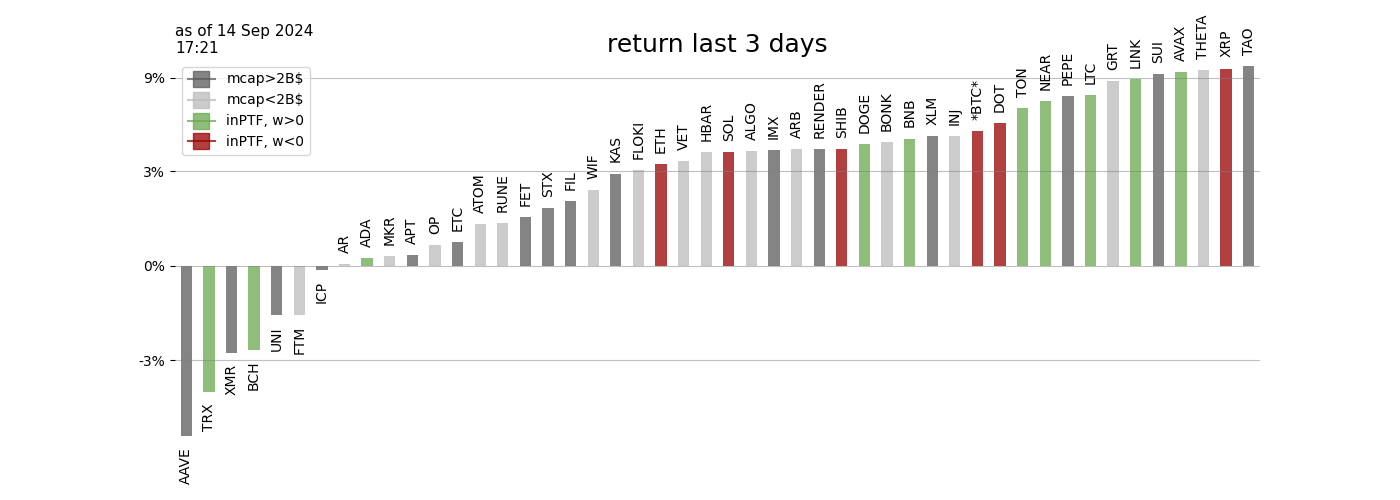 as of 14 Sep 2024
17:21
return last 3 days
mcap>2B$
mcap<2B$
inPTF, w>0
inPTF, w<0
9%
3%
0%
-3%
AAVE
TRX
XMR
BCH
UNI
FTM
ICP
AR
ADA
MKR
APT
OP
ETC
ATOM
RUNE
FET
STX
FIL
WIF
KAS
FLOKI
ETH
VET
HBAR
SOL
ALGO
IMX
ARB
RENDER
SHIB
DOGE
BONK
BNB
XLM
INJ
*BTC*
DOT
TON
NEAR
PEPE
LTC
GRT
LINK
SUI
AVAX
THETA
XRP
TAO